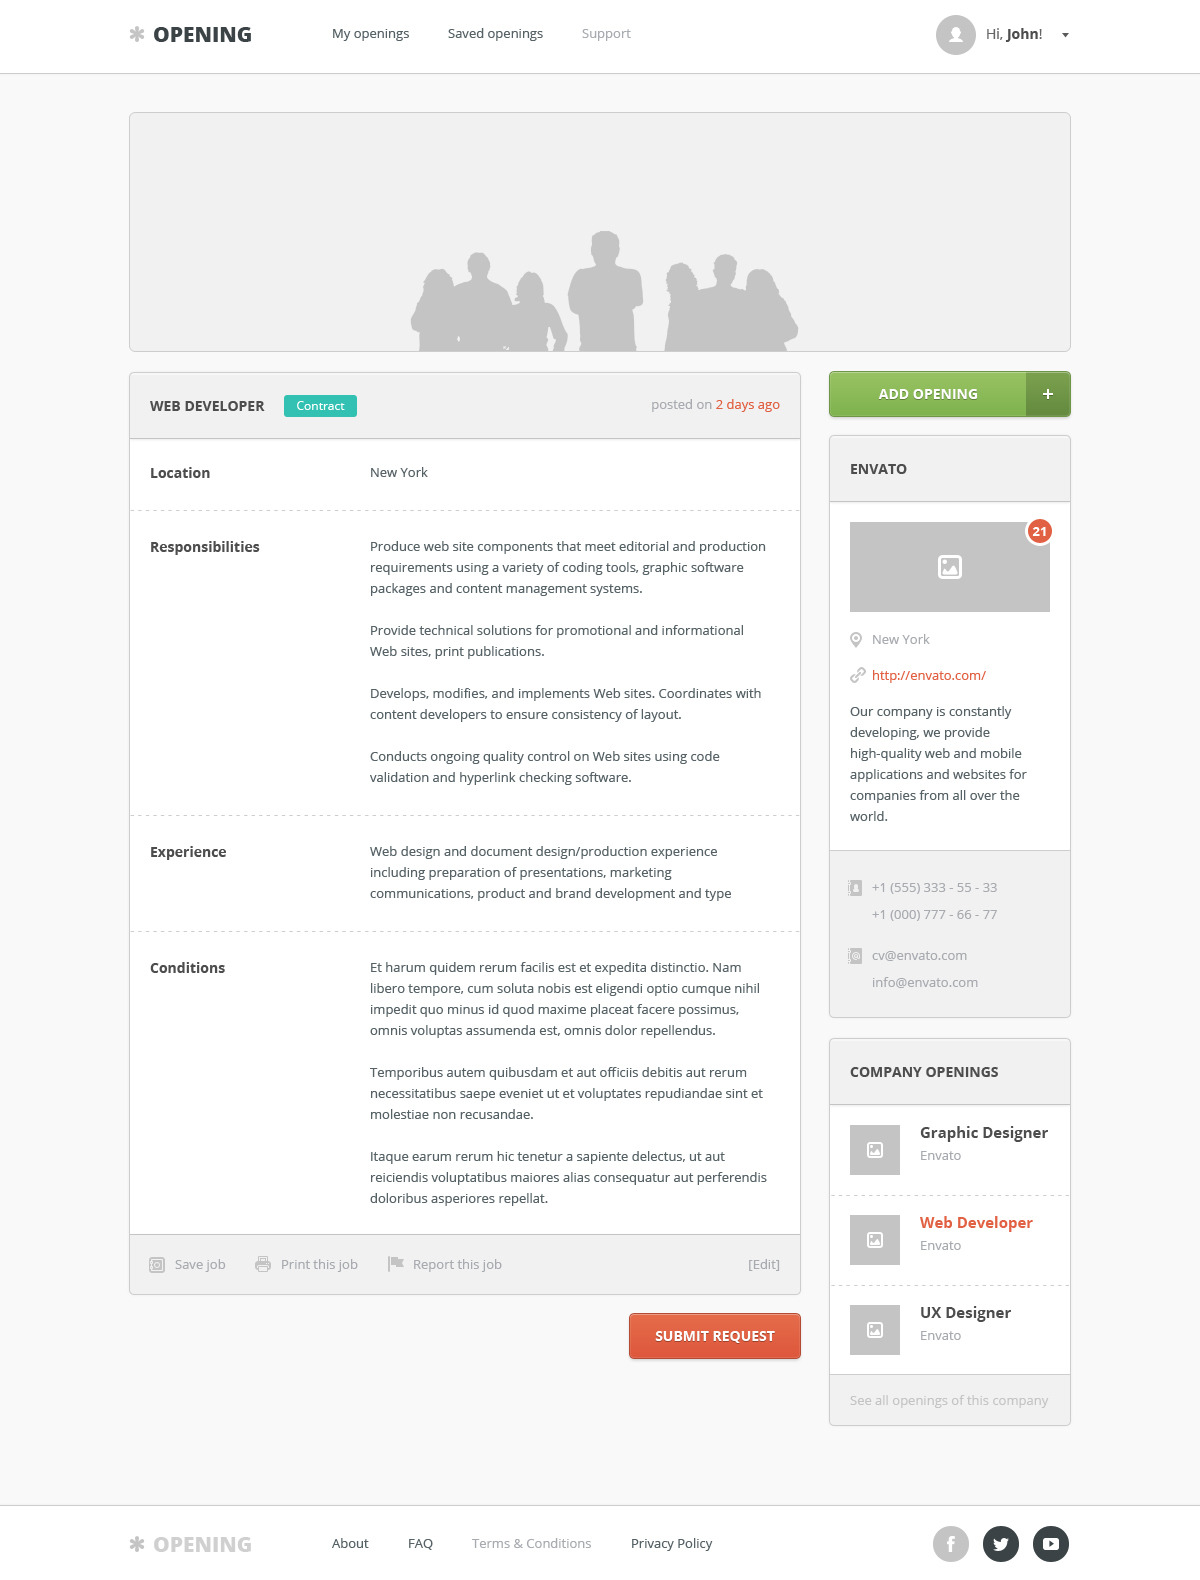 OPENING
My openings
Saved openings
Support
Hi, John!
WEB DEVELOPER
Contract
posted on 2 days ago
Location
New York
Responsibilities
Produce web site components that meet editorial and production
requirements using a variety of coding tools, graphic software
packages and content management systems.
Provide technical solutions for promotional and informational
Web sites, print publications.
Develops, modifies, and implements Web sites. Coordinates with
content developers to ensure consistency of layout.
Conducts ongoing quality control on Web sites using code
validation and hyperlink checking software.
Experience
Web design and document design/production experience
including preparation of presentations, marketing
communications, product and brand development and type
Conditions
Et harum quidem rerum facilis est et expedita distinctio. Nam
libero tempore, cum soluta nobis est eligendi optio cumque nihil
impedit quo minus id quod maxime placeat facere possimus,
omnis voluptas assumenda est, omnis dolor repellendus.
Temporibus autem quibusdam et aut officiis debitis aut rerum
necessitatibus saepe eveniet ut et voluptates repudiandae sint et
molestiae non recusandae.
Itaque earum rerum hic tenetur a sapiente delectus, ut aut
reiciendis voluptatibus maiores alias consequatur aut perferendis
doloribus asperiores repellat.
Save job
Print this job
Report this job
[Edit]
SUBMIT REQUEST
ADD OPENING +
ENVATO
21
New York
http://envato.com/
Our company is constantly
developing, we provide
high-quality web and mobile
applications and websites for
companies from all over the
world.
+1 (555) 333 - 55 - 33
+1 (000) 777 - 66 - 77
cv@envato.com
info@envato.com
COMPANY OPENINGS
Graphic Designer
Envato
Web Developer
Envato
UX Designer
Envato
See all openings of this company
OPENING
About
FAQ
Terms & Conditions
Privacy Policy